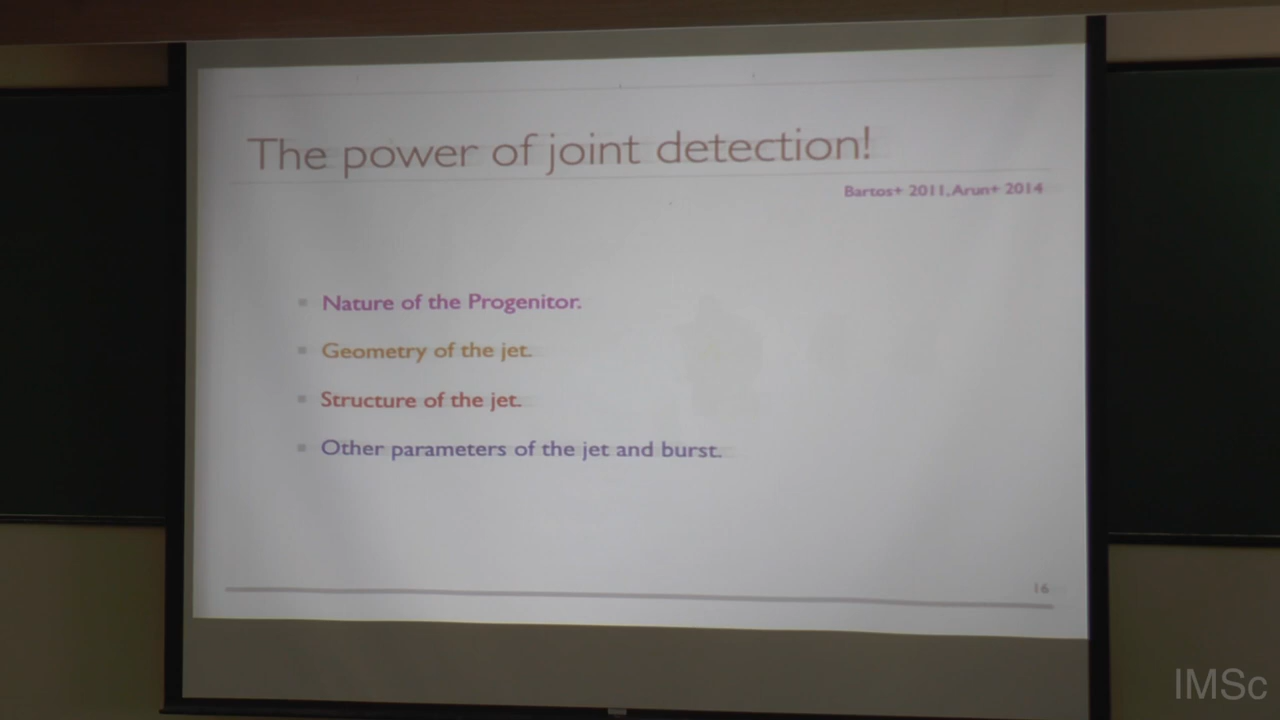 The power of joint detection!
Bartos+ 2011, Arun+ 2014
Nature of the Progenitor.
Geometry of the jet.
Structure of the jet.
Other parameters of the jet and burst.
16
IMSc